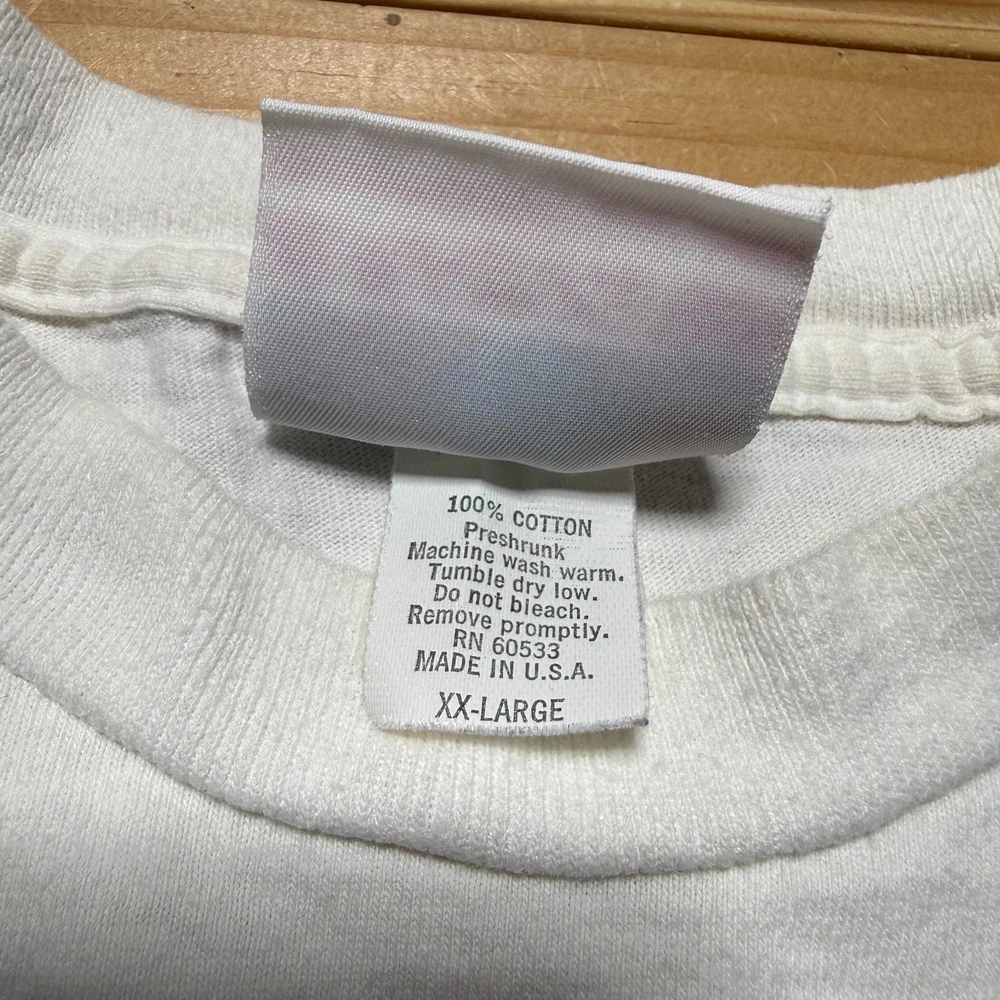 100% COTTON
Preshrunk
Machine wash warm.
Tumble dry low.
Do not bleach.
Remove promptly.
RN 60533
MADE IN U.S.A.
XX-LARGE